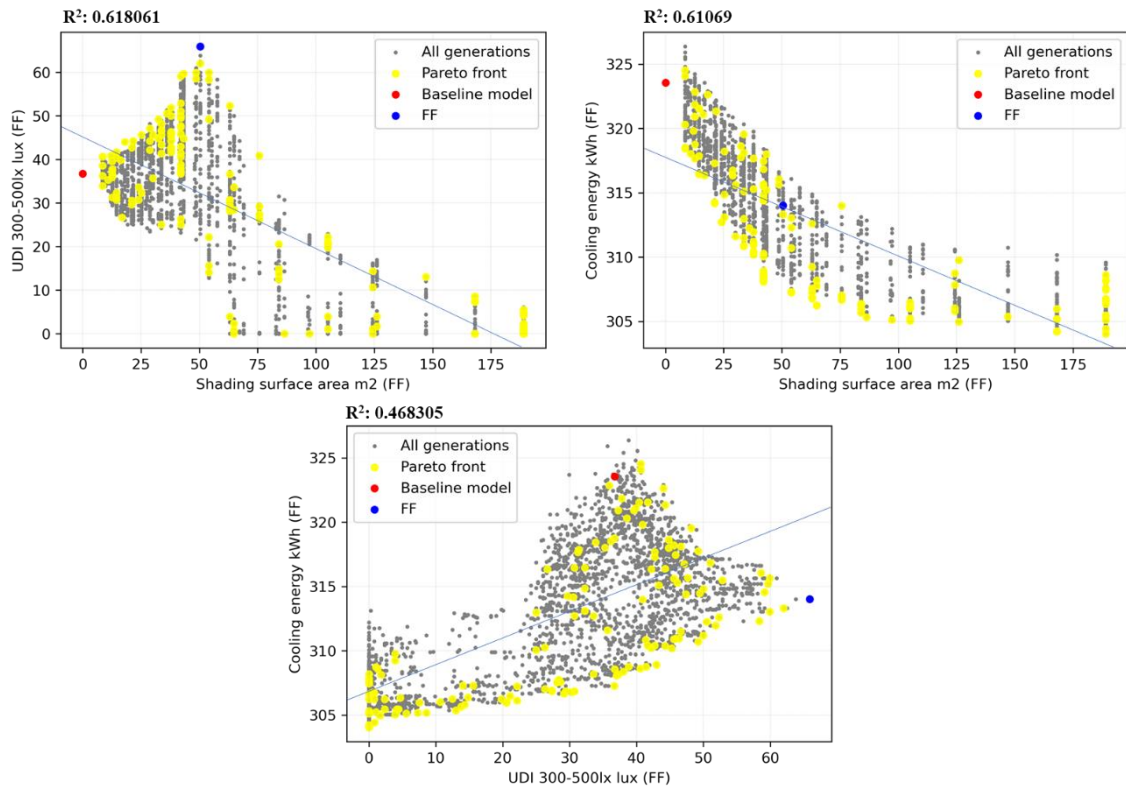 R²: 0.618061
UDI 300-500lx lux (FF)
60
50
40
30
20
10
0
All generations
Pareto front
Baseline model
FF
0 25 50 75 100 125 150 175
Shading surface area m2 (FF)
R²: 0.61069
Cooling energy kWh (FF)
325
320
315
310
305
All generations
Pareto front
Baseline model
FF
0 25 50 75 100 125 150 175
Shading surface area m2 (FF)
R²: 0.468305
Cooling energy kWh (FF)
325
320
315
310
305
All generations
Pareto front
Baseline model
FF
0 10 20 30 40 50 60
UDI 300-500lx lux (FF)